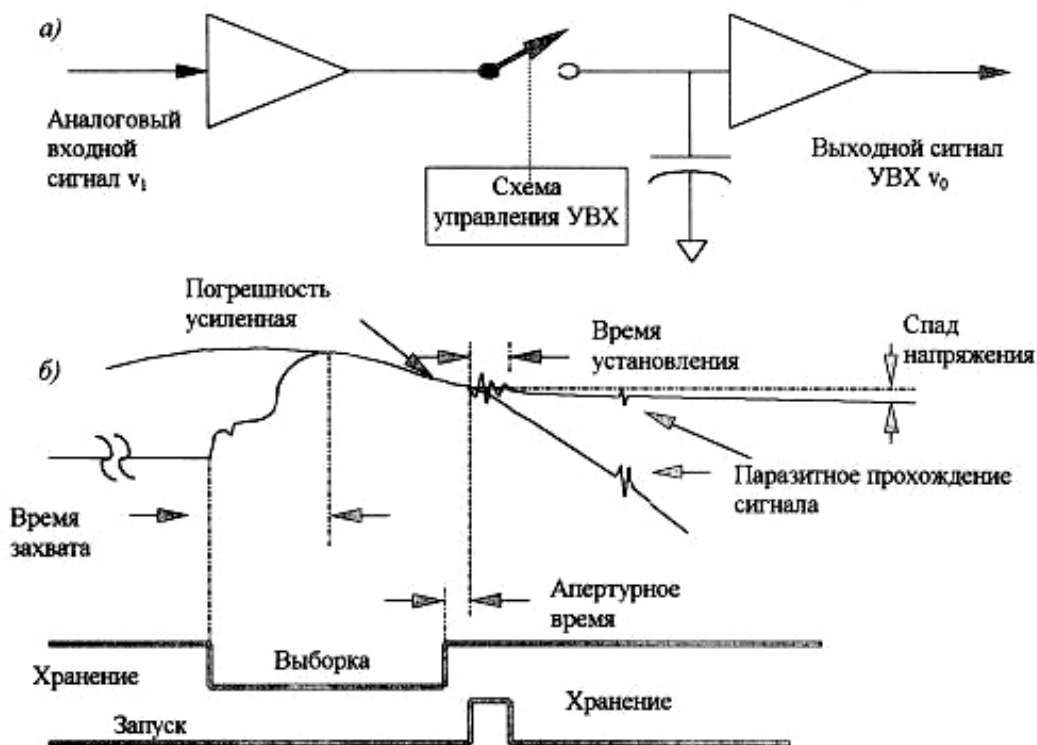 а)
Аналоговый
входной
сигнал v₁
Схема
управления УВХ
Выходной сигнал
УВХ v₀
б)
Погрешность
усиленная
Время
установления
Спад
напряжения
Паразитное прохождение
сигнала
Время
захвата
Апертурное
время
Хранение
Выборка
Хранение
Запуск